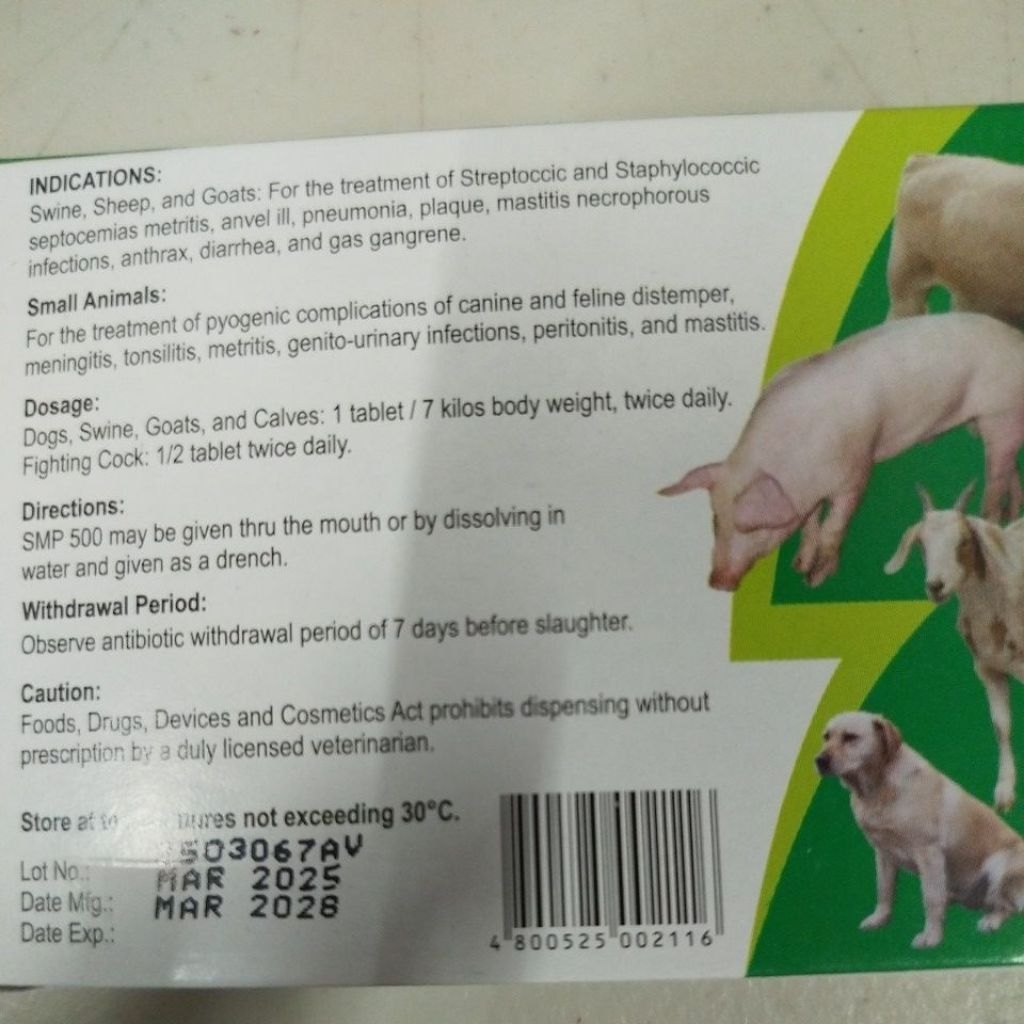 INDICATIONS:
Swine, Sheep, and Goats: For the treatment of Streptoccic and Staphylococcic
septocemias metritis, anvel ill, pneumonia, plaque, mastitis necrophorous
infections, anthrax, diarrhea, and gas gangrene.
Small Animals:
For the treatment of pyogenic complications of canine and feline distemper,
meningitis, tonsilitis, metritis, genito-urinary infections, peritonitis, and mastitis.
Dosage:
Dogs, Swine, Goats, and Calves: 1 tablet / 7 kilos body weight, twice daily.
Fighting Cock: 1/2 tablet twice daily.
Directions:
SMP 500 may be given thru the mouth or by dissolving in
water and given as a drench.
Withdrawal Period:
Observe antibiotic withdrawal period of 7 days before slaughter.
Caution:
Foods, Drugs, Devices and Cosmetics Act prohibits dispensing without
prescription by a duly licensed veterinarian.
Store at not exceeding 30°C.
Lot No.:
Date Mfg.: MAR 2025
Date Exp.: MAR 2028
4 800525 002116